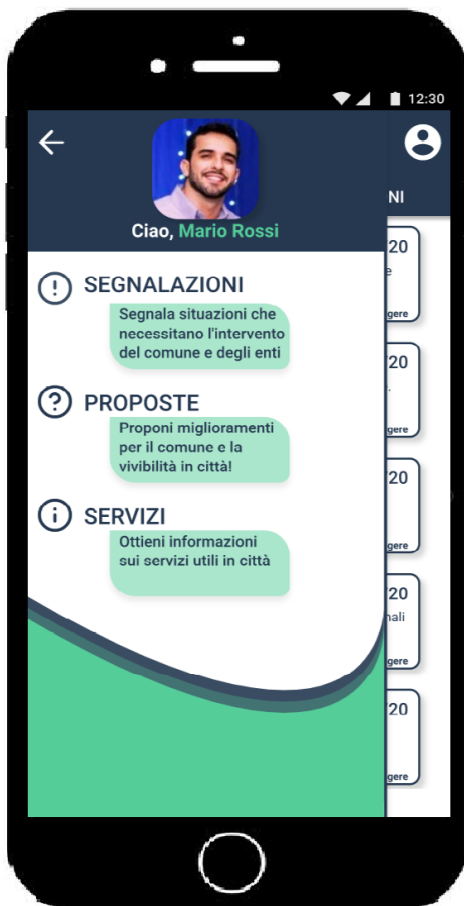 12:30
Ciao, Mario Rossi
SEGNALAZIONI
Segnala situazioni che
necessitano l'intervento
del comune e degli enti
PROPOSTE
Proponi miglioramenti
per il comune e la
vivibilità in città!
SERVIZI
Ottieni informazioni
sui servizi utili in città
NI
20
e
gere
20
.
gere
20
gere
20
nali
gere
20
gere